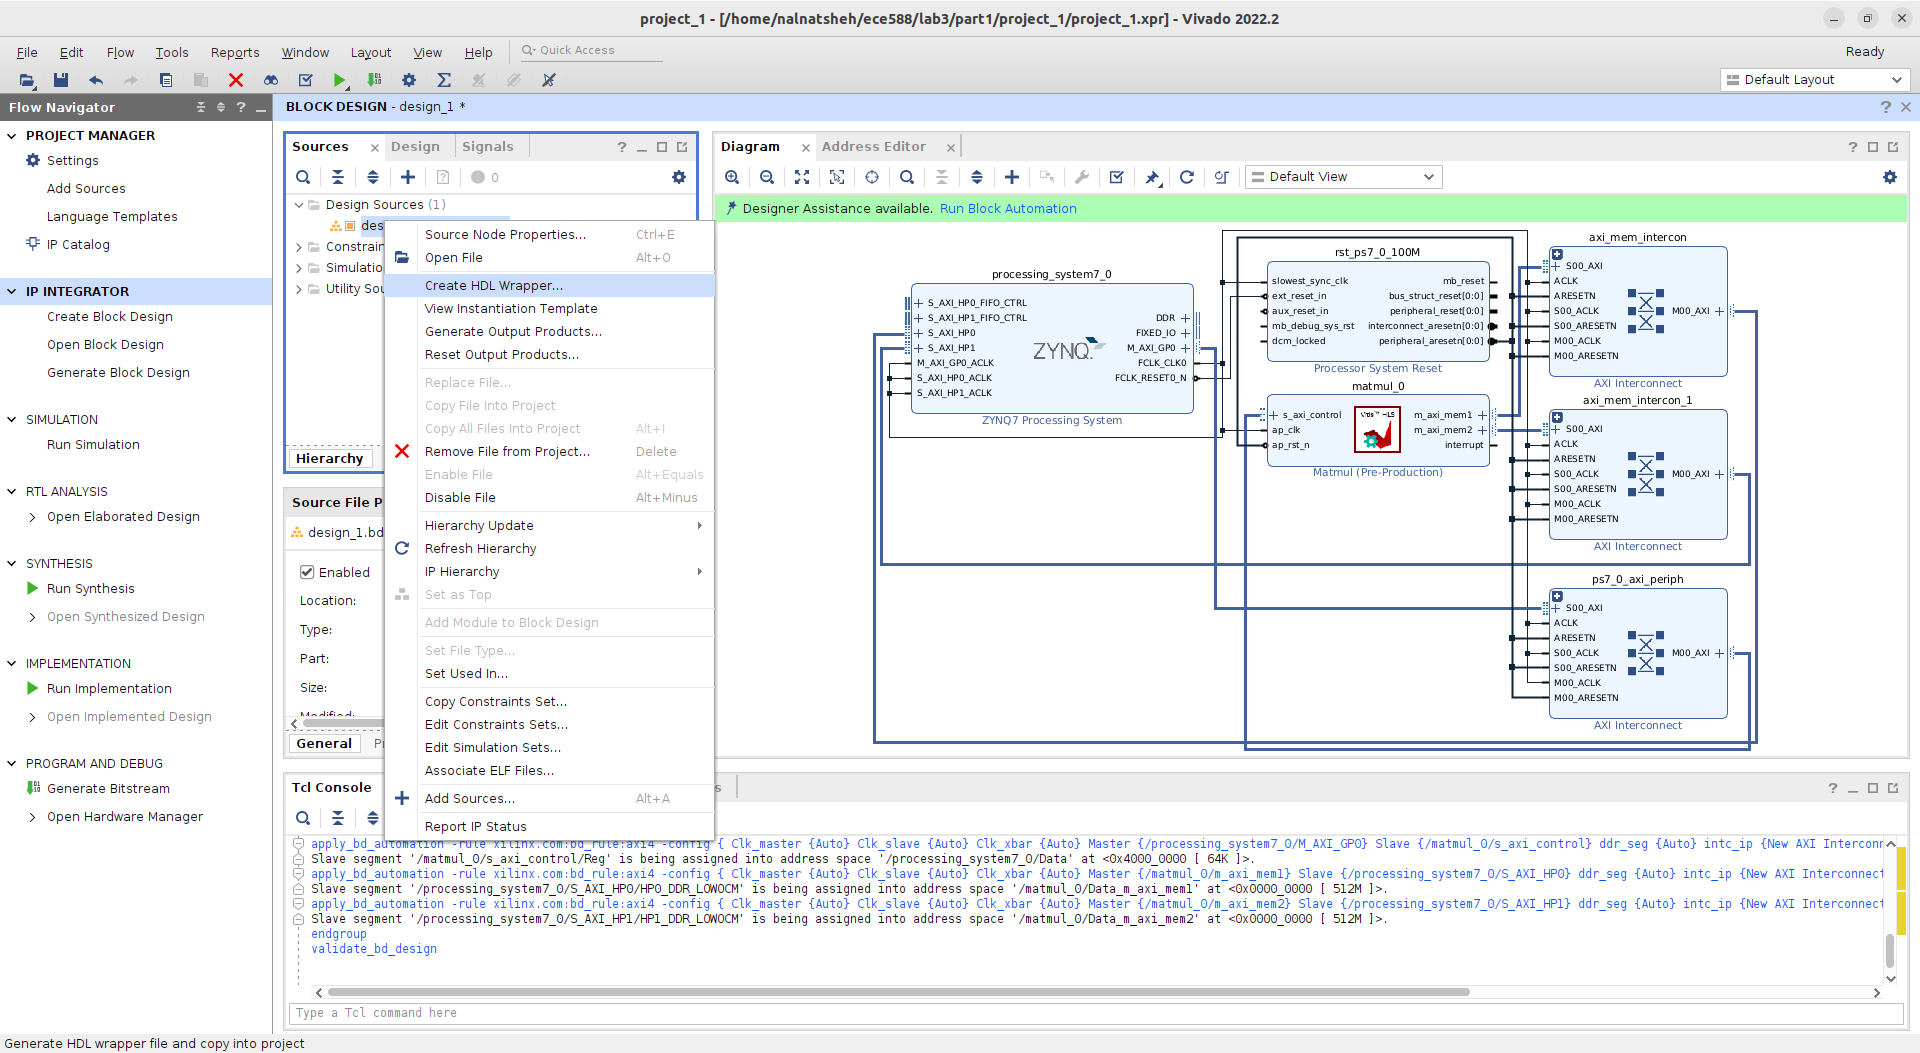 project_1 - [/home/nalnatsheh/ece588/lab3/part1/project_1/project_1.xpr] - Vivado 2022.2
File Edit Flow Tools Reports Window Layout View Help Quick Access Ready
Default Layout
Flow Navigator
PROJECT MANAGER
Settings
Add Sources
Language Templates
IP Catalog
IP INTEGRATOR
Create Block Design
Open Block Design
Generate Block Design
SIMULATION
Run Simulation
RTL ANALYSIS
Open Elaborated Design
SYNTHESIS
Run Synthesis
Open Synthesized Design
IMPLEMENTATION
Run Implementation
Open Implemented Design
PROGRAM AND DEBUG
Generate Bitstream
Open Hardware Manager
BLOCK DESIGN - design_1 *
Sources Design Signals
0
Design Sources (1)
des
Constrain
Simulatio
Utility Sou
Hierarchy
Source File P
design_1.bd
Enabled
Location:
Type:
Part:
Size:
Modified:
General
Source Node Properties... Ctrl+E
Open File Alt+O
Create HDL Wrapper...
View Instantiation Template
Generate Output Products...
Reset Output Products...
Replace File...
Copy File Into Project
Copy All Files Into Project Alt+I
Remove File from Project... Delete
Enable File Alt+Equals
Disable File Alt+Minus
Hierarchy Update
Refresh Hierarchy
IP Hierarchy
Set as Top
Add Module to Block Design
Set File Type...
Set Used In...
Copy Constraints Set...
Edit Constraints Sets...
Edit Simulation Sets...
Associate ELF Files...
Add Sources... Alt+A
Report IP Status
Diagram Address Editor
Default View
Designer Assistance available. Run Block Automation
processing_system7_0
S_AXI_HP0_FIFO_CTRL
S_AXI_HP1_FIFO_CTRL
S_AXI_HP0
S_AXI_HP1
M_AXI_GP0_ACLK
S_AXI_HP0_ACLK
S_AXI_HP1_ACLK
ZYNQ
DDR
FIXED_IO
M_AXI_GP0
FCLK_CLK0
FCLK_RESET0_N
ZYNQ7 Processing System
rst_ps7_0_100M
slowest_sync_clk
ext_reset_in
aux_reset_in
mb_debug_sys_rst
dcm_locked
mb_reset
bus_struct_reset[0:0]
peripheral_reset[0:0]
interconnect_aresetn[0:0]
peripheral_aresetn[0:0]
Processor System Reset
matmul_0
s_axi_control
ap_clk
ap_rst_n
Vitis™ HLS
m_axi_mem1
m_axi_mem2
interrupt
Matmul (Pre-Production)
axi_mem_intercon
S00_AXI
ACLK
ARESETN
S00_ACLK
S00_ARESETN
M00_ACLK
M00_ARESETN
M00_AXI
AXI Interconnect
axi_mem_intercon_1
S00_AXI
ACLK
ARESETN
S00_ACLK
S00_ARESETN
M00_ACLK
M00_ARESETN
M00_AXI
AXI Interconnect
ps7_0_axi_periph
S00_AXI
ACLK
ARESETN
S00_ACLK
S00_ARESETN
M00_ACLK
M00_ARESETN
M00_AXI
AXI Interconnect
Tcl Console
apply_bd_automation -rule xilinx.com:bd_rule:axi4 -config { Clk_master {Auto} Clk_slave {Auto} Clk_xbar {Auto} Master {/processing_system7_0/M_AXI_GP0} Slave {/matmul_0/s_axi_control} ddr_seg {Auto} intc_ip {New AXI Interconn
Slave segment '/matmul_0/s_axi_control/Reg' is being assigned into address space '/processing_system7_0/Data' at <0x4000_0000 [ 64K ]>.
apply_bd_automation -rule xilinx.com:bd_rule:axi4 -config { Clk_master {Auto} Clk_slave {Auto} Clk_xbar {Auto} Master {/matmul_0/m_axi_mem1} Slave {/processing_system7_0/S_AXI_HP0} ddr_seg {Auto} intc_ip {New AXI Interconnect
Slave segment '/processing_system7_0/S_AXI_HP0/HP0_DDR_LOWOCM' is being assigned into address space '/matmul_0/Data_m_axi_mem1' at <0x0000_0000 [ 512M ]>.
apply_bd_automation -rule xilinx.com:bd_rule:axi4 -config { Clk_master {Auto} Clk_slave {Auto} Clk_xbar {Auto} Master {/matmul_0/m_axi_mem2} Slave {/processing_system7_0/S_AXI_HP1} ddr_seg {Auto} intc_ip {New AXI Interconnect
Slave segment '/processing_system7_0/S_AXI_HP1/HP1_DDR_LOWOCM' is being assigned into address space '/matmul_0/Data_m_axi_mem2' at <0x0000_0000 [ 512M ]>.
endgroup
validate_bd_design
Type a Tcl command here
Generate HDL wrapper file and copy into project